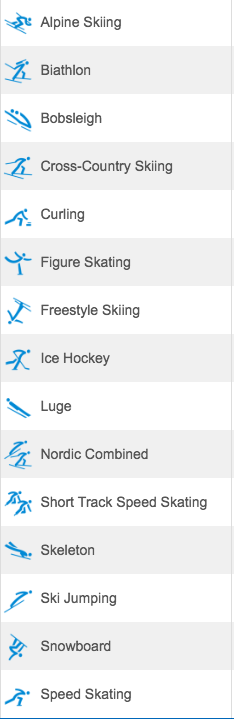 Alpine Skiing
Biathlon
Bobsleigh
Cross-Country Skiing
Curling
Figure Skating
Freestyle Skiing
Ice Hockey
Luge
Nordic Combined
Short Track Speed Skating
Skeleton
Ski Jumping
Snowboard
Speed Skating